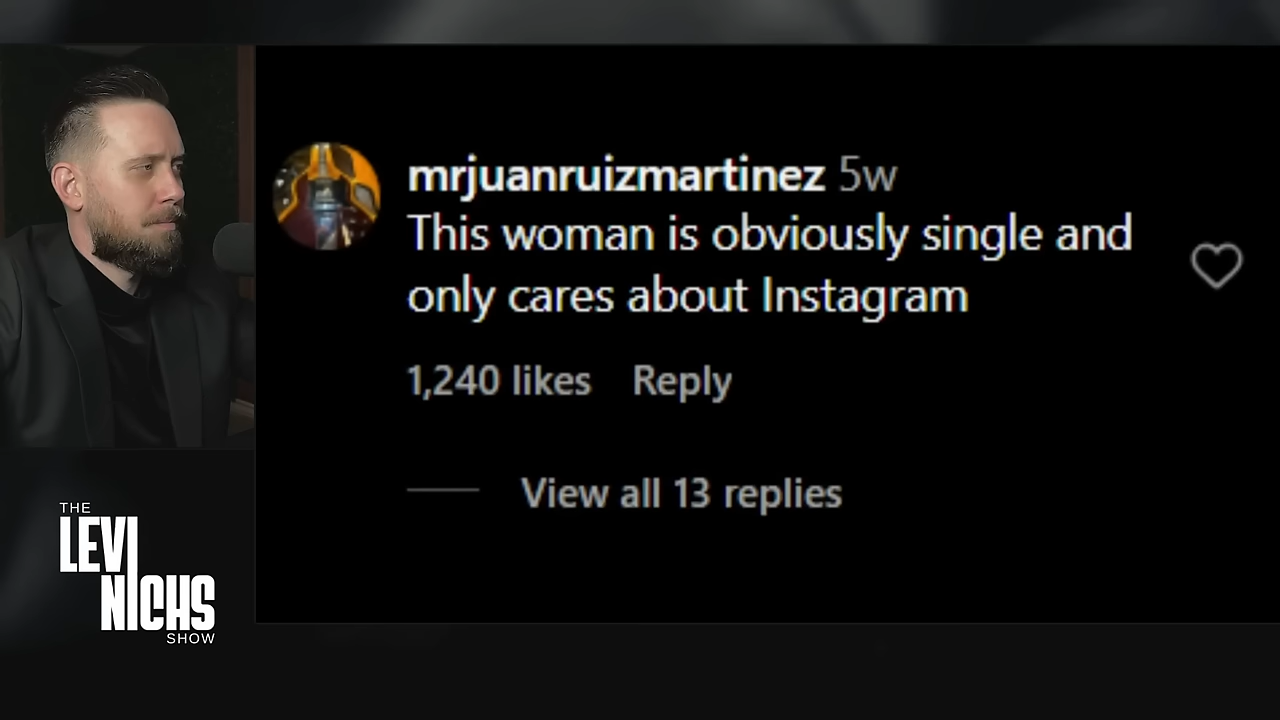 mrjuanruizmartinez 5w
This woman is obviously single and
only cares about Instagram
1,240 likes Reply
View all 13 replies
THE
LEVI
NICHS
SHOW